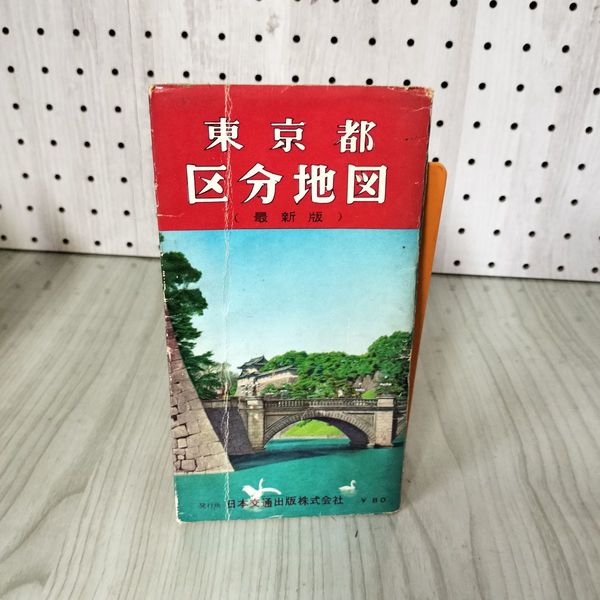 東京都
区分地図
(最新版)
発行所 日本交通出版株式会社 ¥80